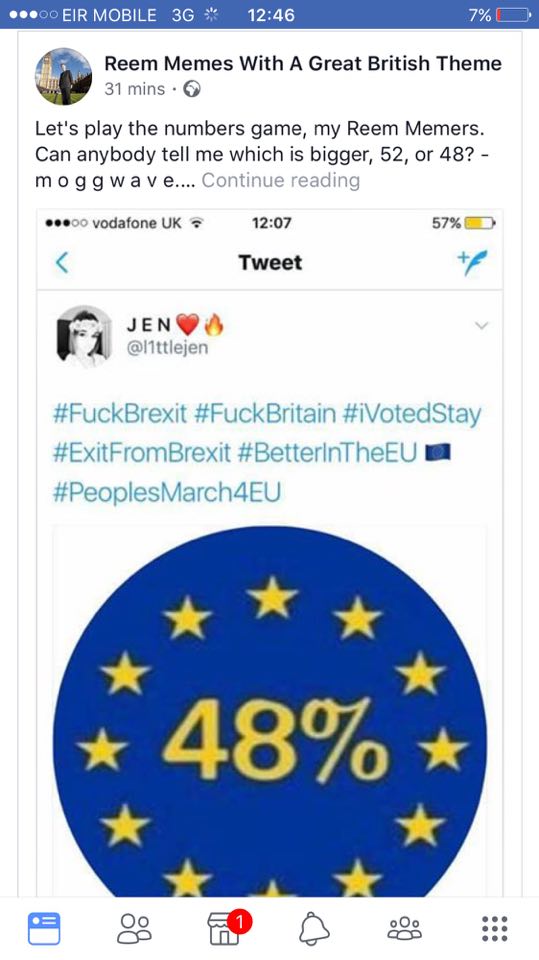 EIR MOBILE 3G 12:46 7%
Reem Memes With A Great British Theme
31 mins ·
Let's play the numbers game, my Reem Memers.
Can anybody tell me which is bigger, 52, or 48? -
m o g g w a v e.... Continue reading
vodafone UK 12:07 57%
Tweet
J E N❤️🔥
@l1ttlejen
#FuckBrexit #FuckBritain #iVotedStay
#ExitFromBrexit #BetterInTheEU 🇪🇺
#PeoplesMarch4EU
48%
1